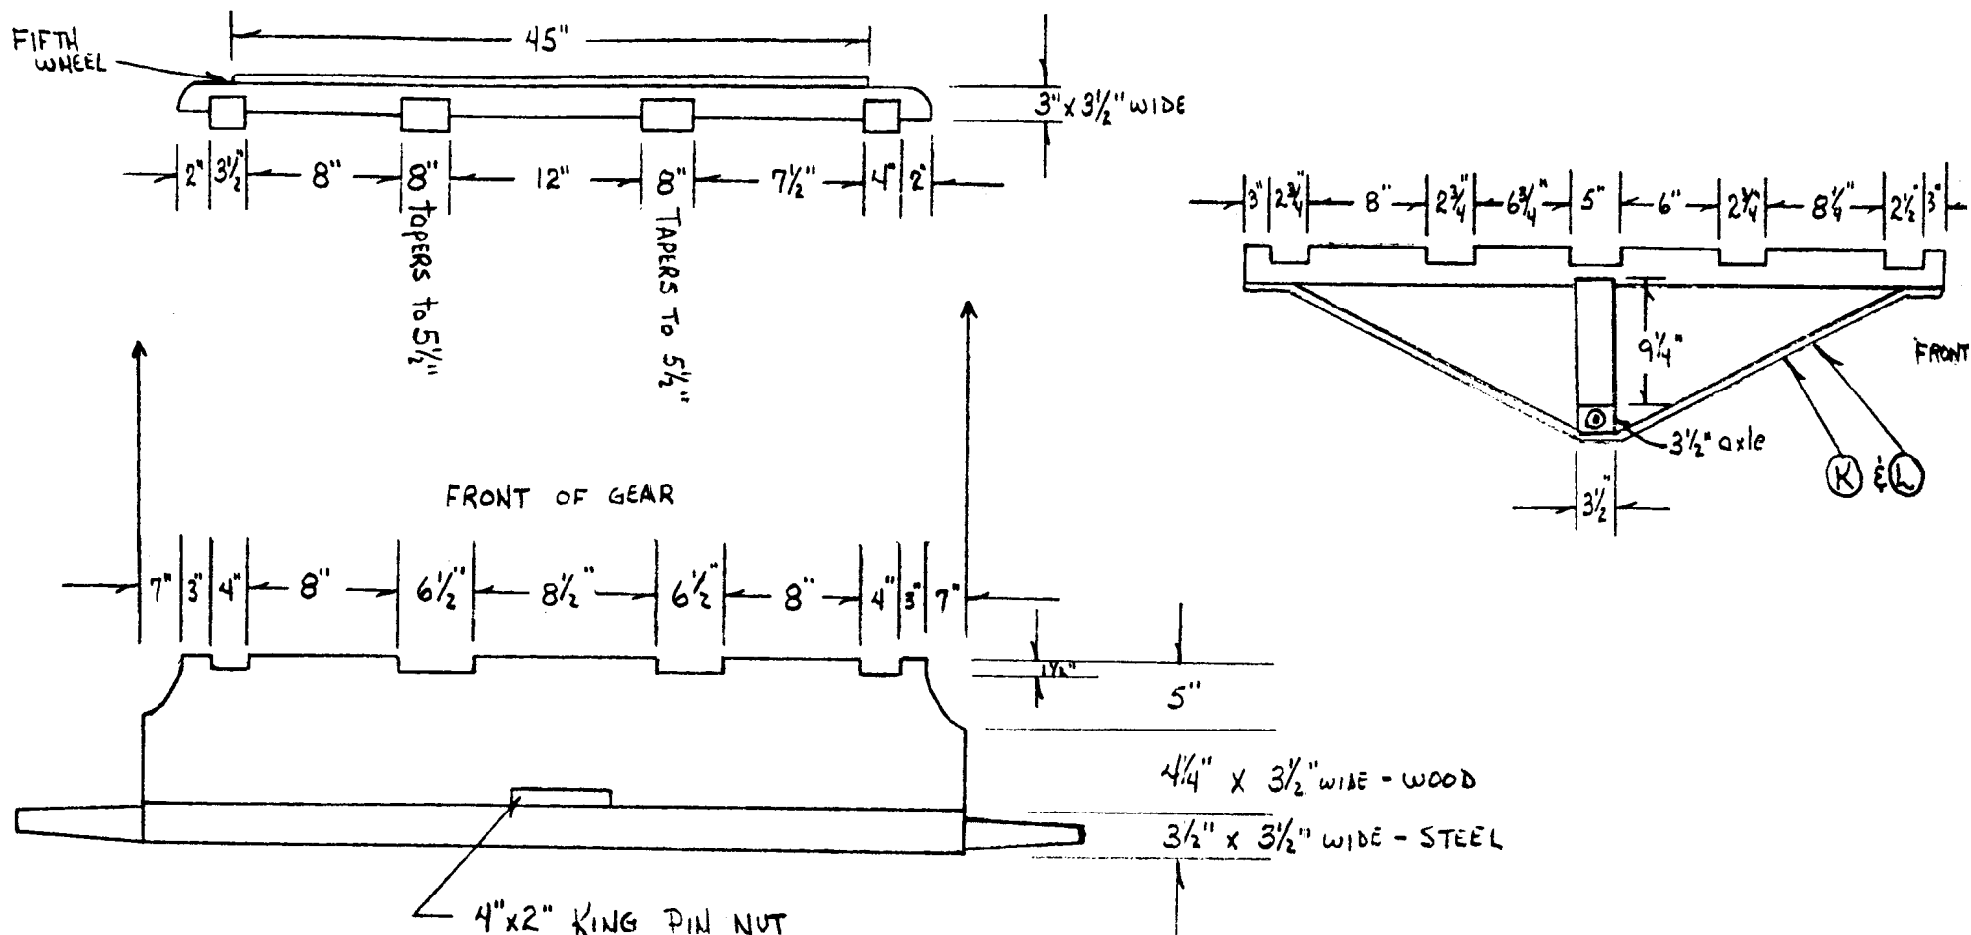 FIFTH
WHEEL
45"
3" x 3½" WIDE
2" 3½" 8" 8" 12" 8" 7½" 4" 2"
TAPERS to 5½"
TAPERS TO 5½"
3" 2¾" 8" 2¾" 6¾" 5" 6" 2¾" 8¼" 2½" 3"
9¼"
FRONT
3½" axle
K & L
3½"
FRONT OF GEAR
7" 3" 4" 8" 6½" 8½" 6½" 8" 4" 3" 7"
5"
4¼" X 3½" WIDE - WOOD
3½" X 3½" WIDE - STEEL
4"x2" KING PIN NUT